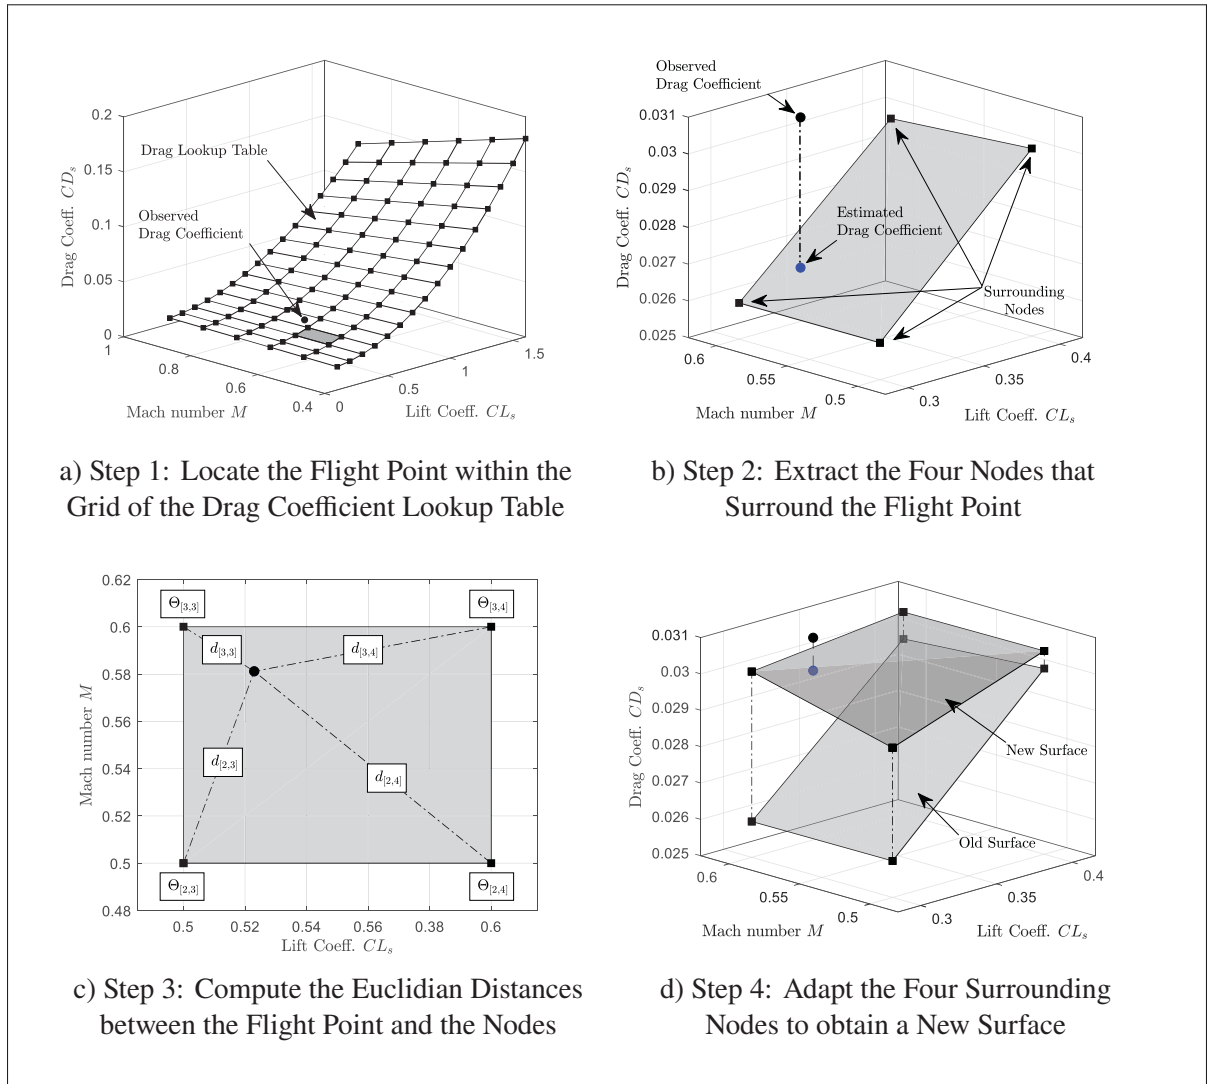 0.2
0.15
0.1
0.05
0
Drag Coeff. CD_s
Drag Lookup Table
Observed
Drag Coefficient
1
0.8
0.6
0.4
Mach number M
0
0.5
1
1.5
Lift Coeff. CL_s
a) Step 1: Locate the Flight Point within the
Grid of the Drag Coefficient Lookup Table
Observed
Drag Coefficient
0.031
0.03
0.029
0.028
0.027
0.026
0.025
Drag Coeff. CD_s
Estimated
Drag Coefficient
Surrounding
Nodes
0.6
0.55
0.5
Mach number M
0.3
0.35
0.4
Lift Coeff. CL_s
b) Step 2: Extract the Four Nodes that
Surround the Flight Point
0.62
0.6
0.58
0.56
0.54
0.52
0.5
0.48
Mach number M
Θ[3,3]
Θ[3,4]
d[3,3]
d[3,4]
d[2,3]
d[2,4]
Θ[2,3]
Θ[2,4]
0.5
0.52
0.54
0.56
0.38
0.6
Lift Coeff. CL_s
c) Step 3: Compute the Euclidian Distances
between the Flight Point and the Nodes
0.031
0.03
0.029
0.028
0.027
0.026
0.025
Drag Coeff. CD_s
New Surface
Old Surface
0.6
0.55
0.5
Mach number M
0.3
0.35
0.4
Lift Coeff. CL_s
d) Step 4: Adapt the Four Surrounding
Nodes to obtain a New Surface